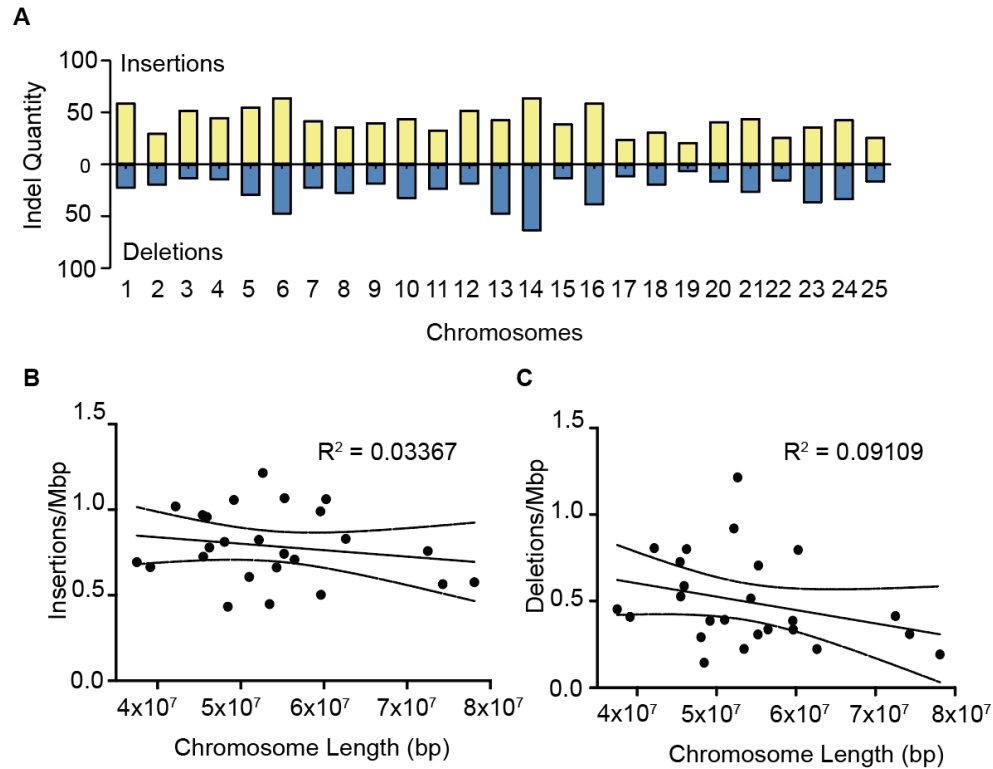 A
100
Insertions
50
0
50
Deletions
100
Indel Quantity
1 2 3 4 5 6 7 8 9 10 11 12 13 14 15 16 17 18 19 20 21 22 23 24 25
Chromosomes
B
1.5
R² = 0.03367
1.0
0.5
0.0
Insertions/Mbp
4x10⁷ 5x10⁷ 6x10⁷ 7x10⁷ 8x10⁷
Chromosome Length (bp)
C
1.5
R² = 0.09109
1.0
0.5
0.0
Deletions/Mbp
4x10⁷ 5x10⁷ 6x10⁷ 7x10⁷ 8x10⁷
Chromosome Length (bp)